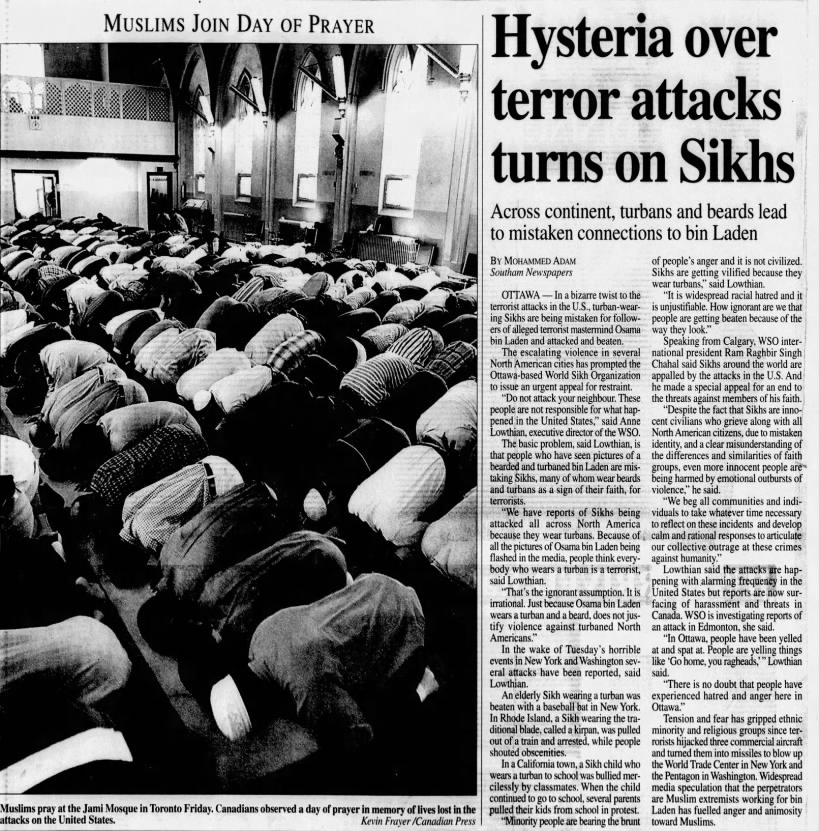 MUSLIMS JOIN DAY OF PRAYER
Muslims pray at the Jami Mosque in Toronto Friday. Canadians observed a day of prayer in memory of lives lost in the
attacks on the United States.
Kevin Frayer /Canadian Press
Hysteria over
terror attacks
turns on Sikhs
Across continent, turbans and beards lead
to mistaken connections to bin Laden
BY MOHAMMED ADAM
Southam Newspapers
OTTAWA — In a bizarre twist to the
terrorist attacks in the U.S., turban-wear-
ing Sikhs are being mistaken for follow-
ers of alleged terrorist mastermind Osama
bin Laden and attacked and beaten.
The escalating violence in several
North American cities has prompted the
Ottawa-based World Sikh Organization
to issue an urgent appeal for restraint.
"Do not attack your neighbour. These
people are not responsible for what hap-
pened in the United States," said Anne
Lowthian, executive director of the WSO.
The basic problem, said Lowthian, is
that people who have seen pictures of a
bearded and turbaned bin Laden are mis-
taking Sikhs, many of whom wear beards
and turbans as a sign of their faith, for
terrorists.
"We have reports of Sikhs being
attacked all across North America
because they wear turbans. Because of
all the pictures of Osama bin Laden being
flashed in the media, people think every-
body who wears a turban is a terrorist,
said Lowthian.
"That's the ignorant assumption. It is
irrational. Just because Osama bin Laden
wears a turban and a beard, does not jus-
tify violence against turbaned North
Americans."
In the wake of Tuesday's horrible
events in New York and Washington sev-
eral attacks have been reported, said
Lowthian.
An elderly Sikh wearing a turban was
beaten with a baseball bat in New York.
In Rhode Island, a Sikh wearing the tra-
ditional blade, called a kirpan, was pulled
out of a train and arrested, while people
shouted obscenities.
In a California town, a Sikh child who
wears a turban to school was bullied mer-
cilessly by classmates. When the child
continued to go to school, several parents
pulled their kids from school in protest.
"Minority people are bearing the brunt
of people's anger and it is not civilized.
Sikhs are getting vilified because they
wear turbans," said Lowthian.
"It is widespread racial hatred and it
is unjustifiable. How ignorant are we that
people are getting beaten because of the
way they look."
Speaking from Calgary, WSO inter-
national president Ram Raghbir Singh
Chahal said Sikhs around the world are
appalled by the attacks in the U.S. And
he made a special appeal for an end to
the threats against members of his faith.
"Despite the fact that Sikhs are inno-
cent civilians who grieve along with all
North American citizens, due to mistaken
identity, and a clear misunderstanding of
the differences and similarities of faith
groups, even more innocent people are
being harmed by emotional outbursts of
violence," he said.
"We beg all communities and indi-
viduals to take whatever time necessary
to reflect on these incidents and develop
calm and rational responses to articulate
our collective outrage at these crimes
against humanity."
Lowthian said the attacks are hap-
pening with alarming frequency in the
United States but reports are now sur-
facing of harassment and threats in
Canada. WSO is investigating reports of
an attack in Edmonton, she said.
"In Ottawa, people have been yelled
at and spat at. People are yelling things
like 'Go home, you ragheads,'" Lowthian
said.
"There is no doubt that people have
experienced hatred and anger here in
Ottawa."
Tension and fear has gripped ethnic
minority and religious groups since ter-
rorists hijacked three commercial aircraft
and turned them into missiles to blow up
the World Trade Center in New York and
the Pentagon in Washington. Widespread
media speculation that the perpetrators
are Muslim extremists working for bin
Laden has fuelled anger and animosity
toward Muslims.